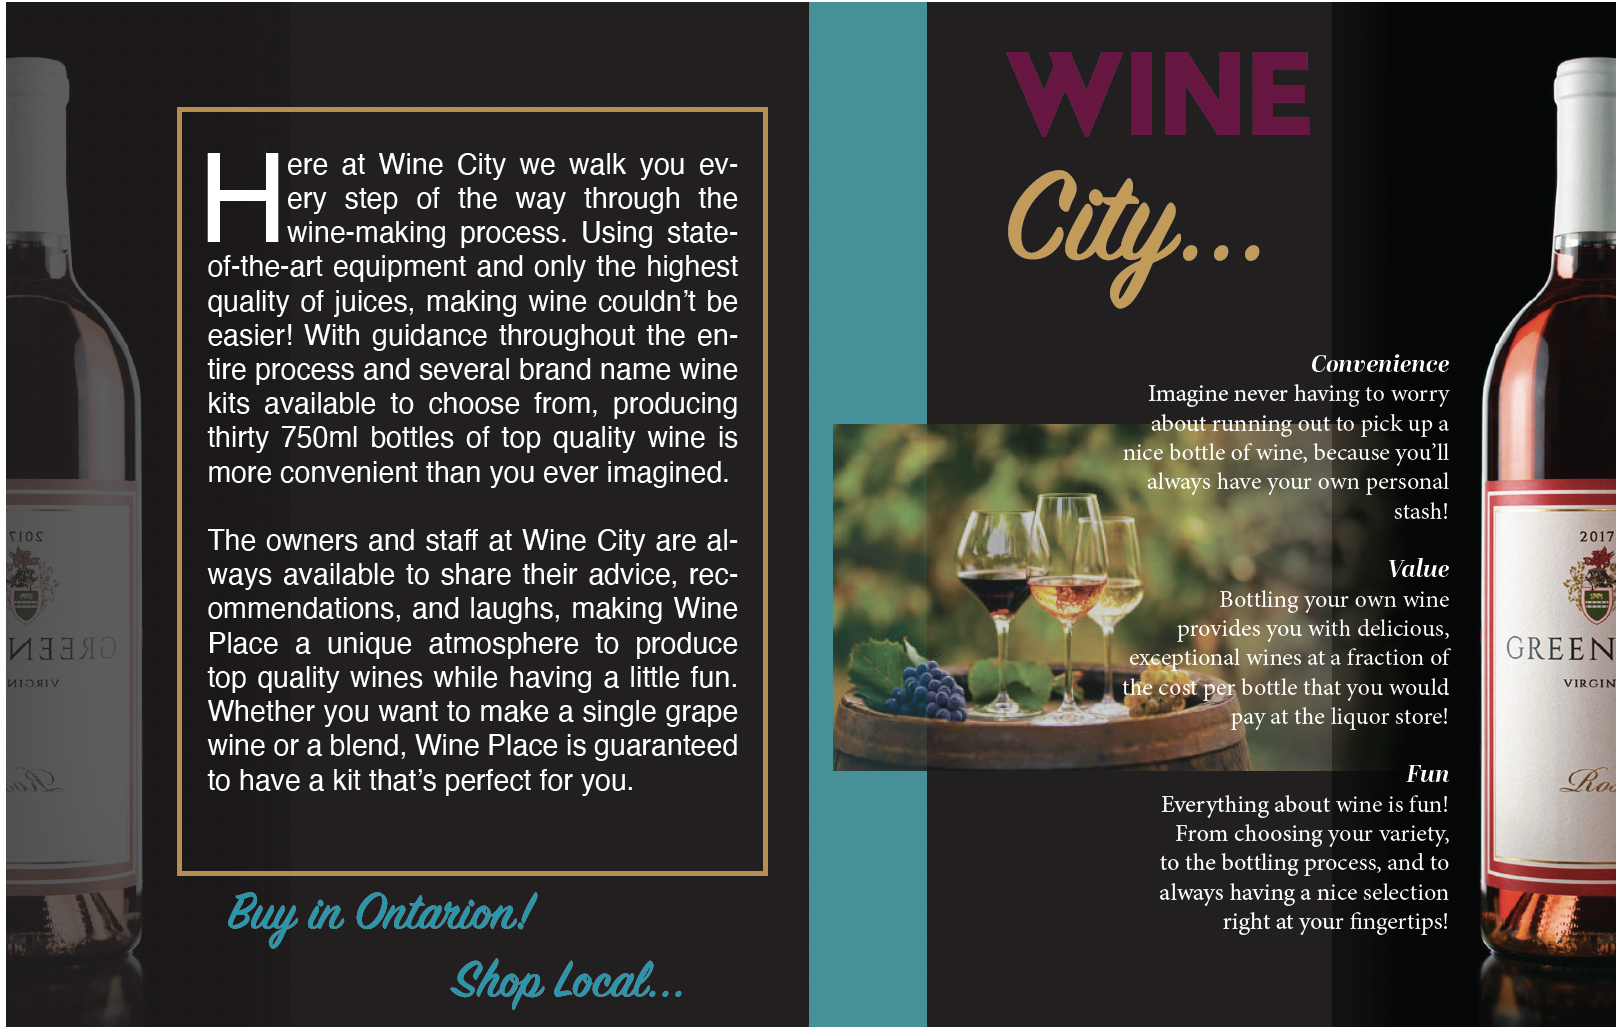 Here at Wine City we walk you ev-
ery step of the way through the
wine-making process. Using state-
of-the-art equipment and only the highest
quality of juices, making wine couldn’t be
easier! With guidance throughout the en-
tire process and several brand name wine
kits available to choose from, producing
thirty 750ml bottles of top quality wine is
more convenient than you ever imagined.
The owners and staff at Wine City are al-
ways available to share their advice, rec-
ommendations, and laughs, making Wine
Place a unique atmosphere to produce
top quality wines while having a little fun.
Whether you want to make a single grape
wine or a blend, Wine Place is guaranteed
to have a kit that’s perfect for you.
Buy in Ontarion!
Shop Local...
WINE
City...
Convenience
Imagine never having to worry
about running out to pick up a
nice bottle of wine, because you’ll
always have your own personal
stash!
Value
Bottling your own wine
provides you with delicious,
exceptional wines at a fraction of
the cost per bottle that you would
pay at the liquor store!
Fun
Everything about wine is fun!
From choosing your variety,
to the bottling process, and to
always having a nice selection
right at your fingertips!
2017
GREEN
VIRGIN
Ros
2017
GREEN
VIRGIN